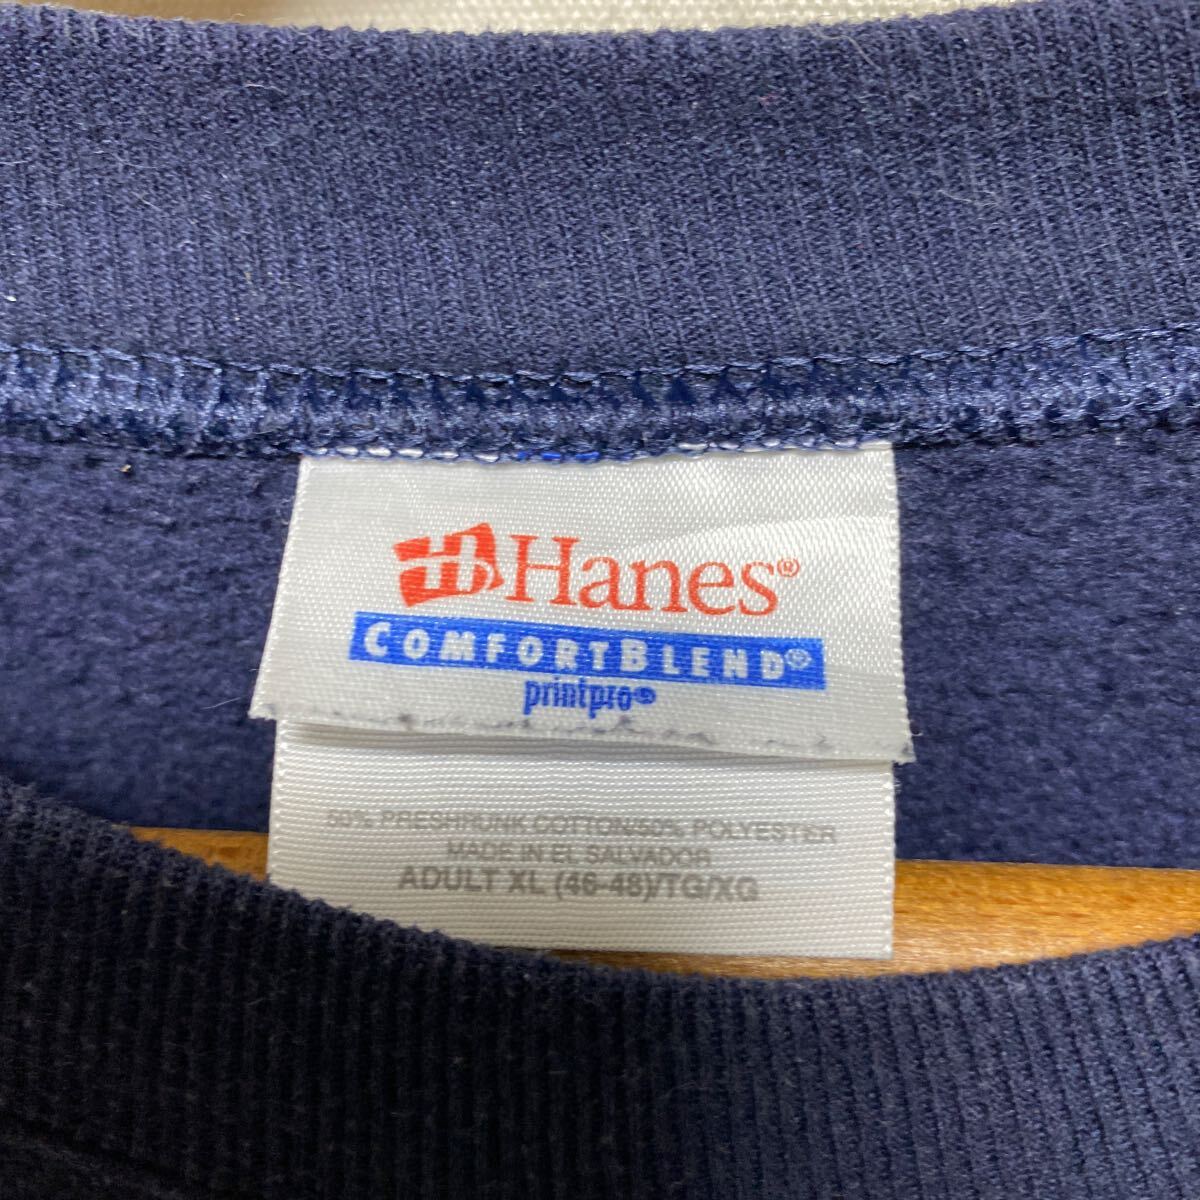 H Hanes®
COMFORTBLEND®
printpro®
50% PRESHRUNK COTTON/50% POLYESTER
MADE IN EL SALVADOR
ADULT XL (46-48)/TG/XG